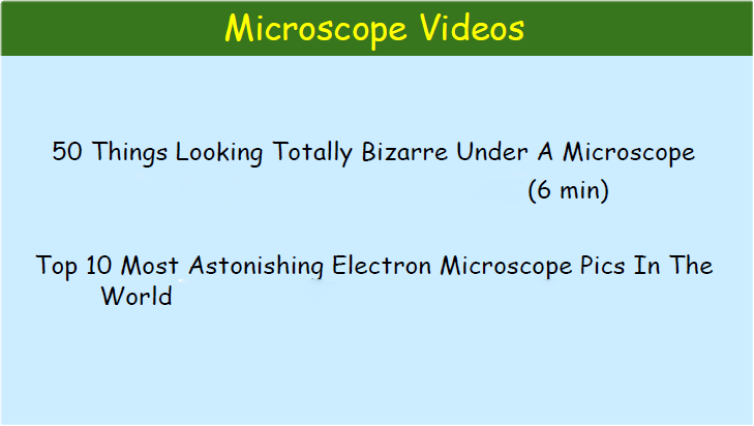 Microscope Videos
50 Things Looking Totally Bizarre Under A Microscope
(6 min)
Top 10 Most Astonishing Electron Microscope Pics In The
World